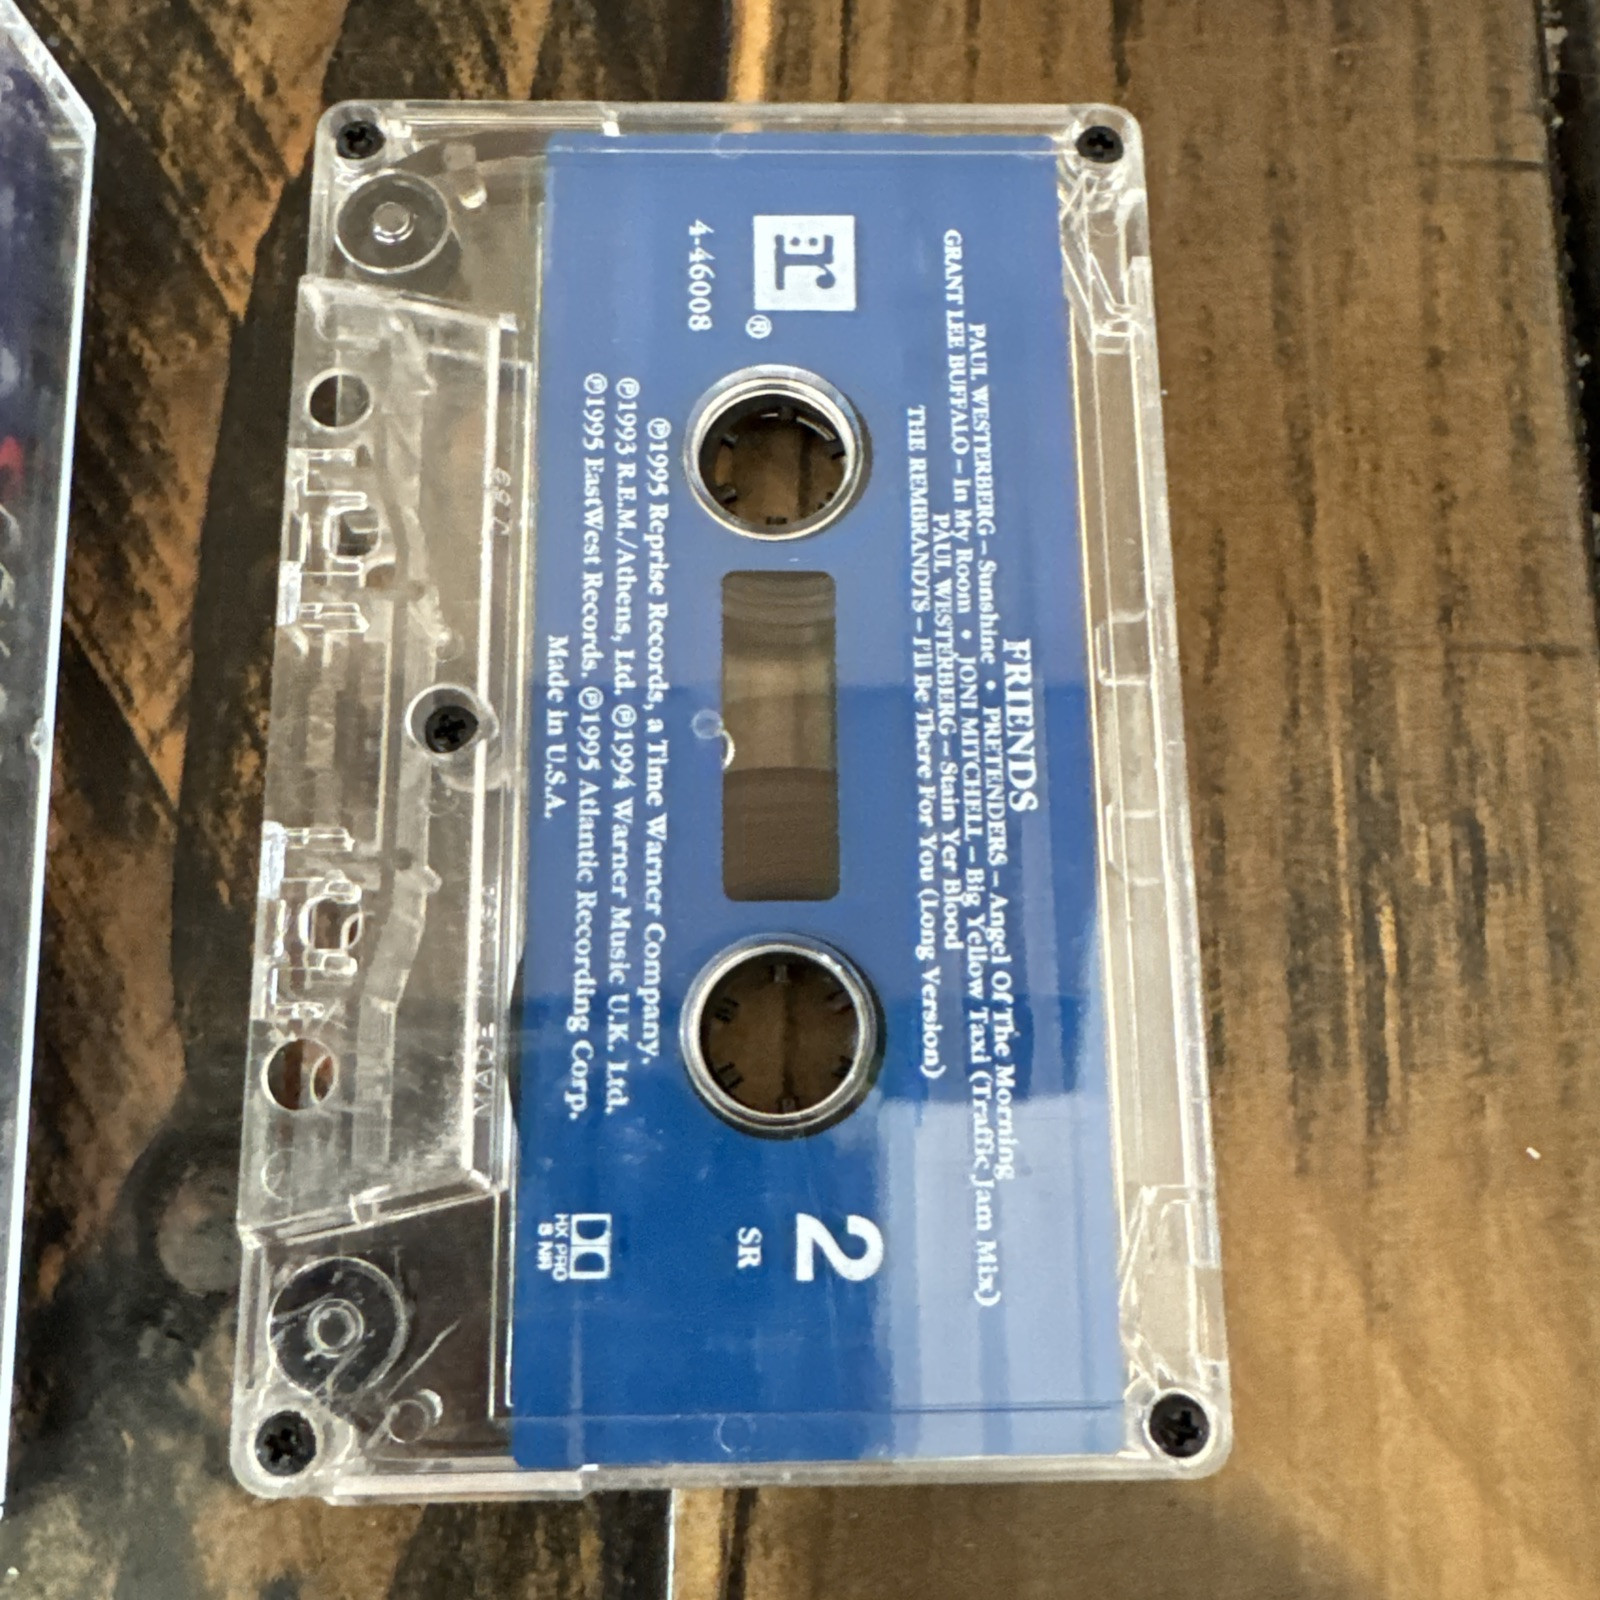 FRIENDS
PAUL WESTERBERG – Sunshine • PRETENDERS – Angel Of The Morning
GRANT LEE BUFFALO – In My Room • JONI MITCHELL – Big Yellow Taxi (Traffic Jam Mix)
PAUL WESTERBERG – Stain Yer Blood
THE REMBRANDTS – I'll Be There For You (Long Version)
:r
®
4-46008
2
SR
℗1995 Reprise Records, a Time Warner Company.
℗1993 R.E.M./Athens, Ltd. ℗1994 Warner Music U.K. Ltd.
℗1995 EastWest Records. ℗1995 Atlantic Recording Corp.
Made in U.S.A.
HX PRO
B NR